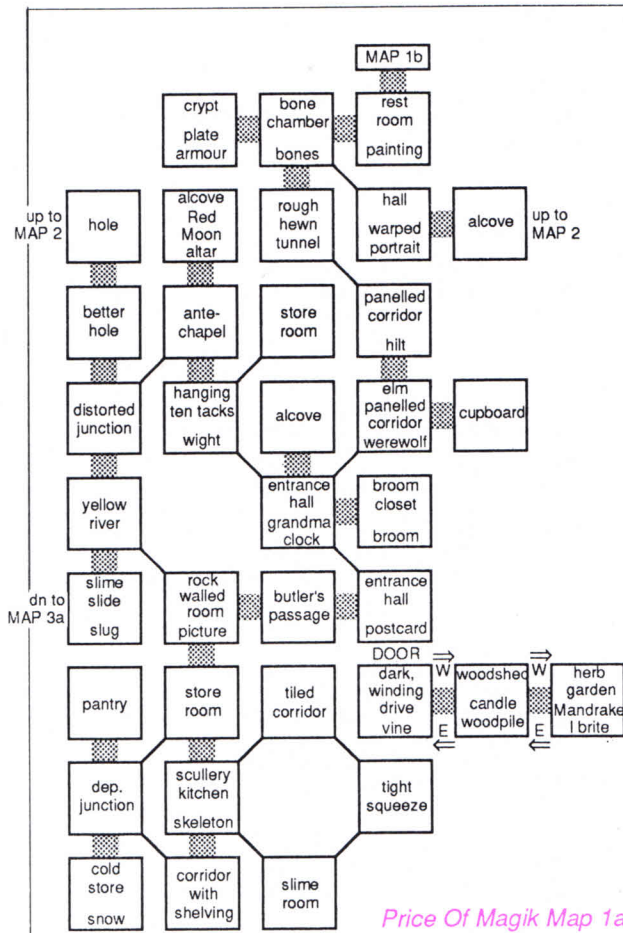 MAP 1b
crypt
plate
armour
bone
chamber
bones
rest
room
painting
up to
MAP 2
hole
alcove
Red
Moon
altar
rough
hewn
tunnel
hall
warped
portrait
alcove
up to
MAP 2
better
hole
ante-
chapel
store
room
panelled
corridor
hilt
distorted
junction
hanging
ten tacks
wight
alcove
elm
panelled
corridor
werewolf
cupboard
yellow
river
entrance
hall
grandma
clock
broom
closet
broom
dn to
MAP 3a
slime
slide
slug
rock
walled
room
picture
butler's
passage
entrance
hall
postcard
DOOR
pantry
store
room
tiled
corridor
dark,
winding
drive
vine
W
E
woodshed
candle
woodpile
W
E
herb
garden
Mandrake
I brite
dep.
junction
scullery
kitchen
skeleton
tight
squeeze
cold
store
snow
corridor
with
shelving
slime
room
Price Of Magik Map 1a